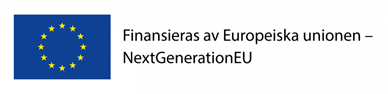 Finansieras av Europeiska unionen –
NextGenerationEU